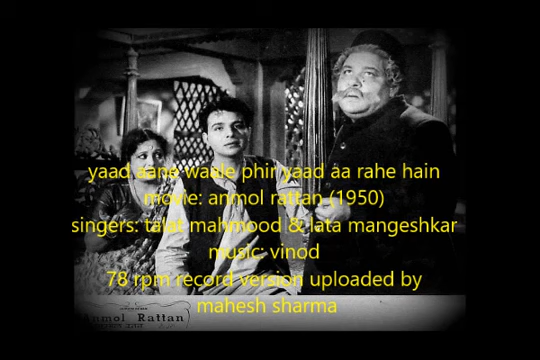 yaad aane waale phir yaad aa rahe hain
movie: anmol rattan (1950)
singers: talat mahmood & lata mangeshkar
music: vinod
78 rpm record version uploaded by
mahesh sharma
Anmol Rattan